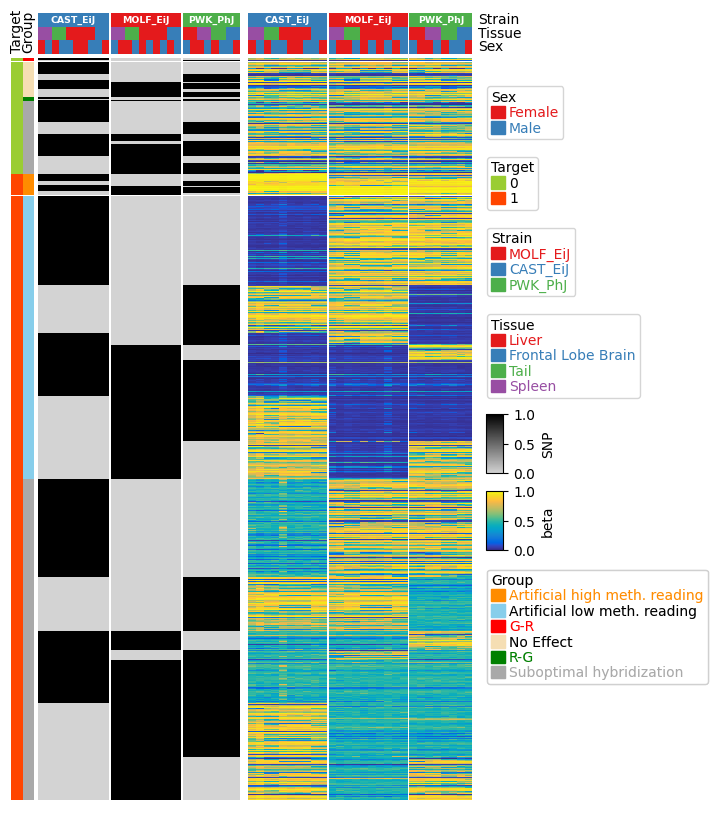 Target
Group
CAST_EiJ MOLF_EiJ PWK_PhJ CAST_EiJ MOLF_EiJ PWK_PhJ Strain
Tissue
Sex
Sex
Female
Male
Target
0
1
Strain
MOLF_EiJ
CAST_EiJ
PWK_PhJ
Tissue
Liver
Frontal Lobe Brain
Tail
Spleen
1.0
0.5
0.0
SNP
1.0
0.5
0.0
beta
Group
Artificial high meth. reading
Artificial low meth. reading
G-R
No Effect
R-G
Suboptimal hybridization